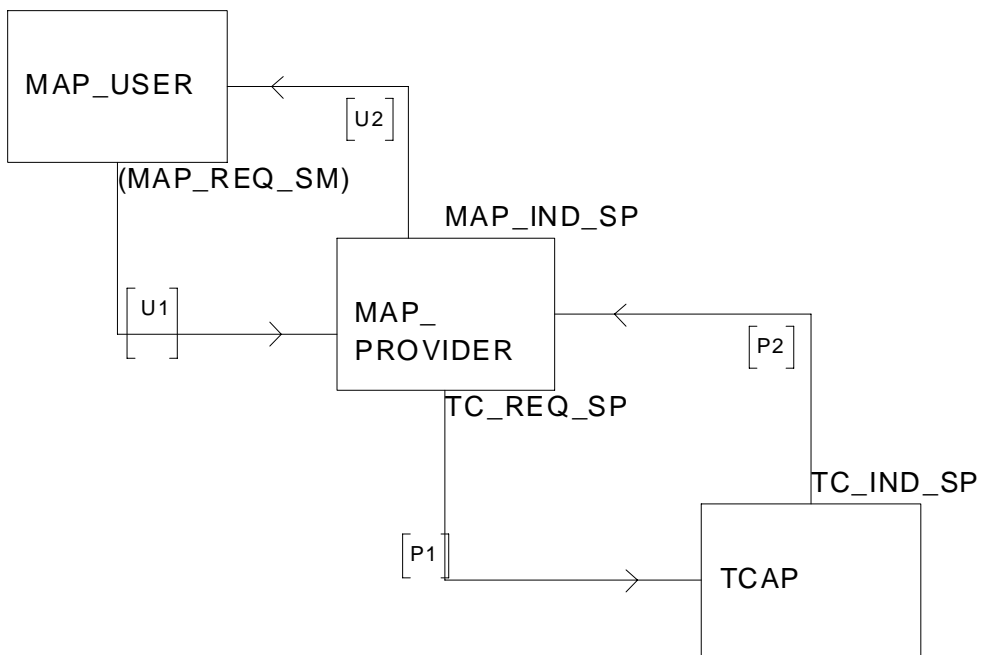 MAP_USER
[U2]
(MAP_REQ_SM)
MAP_IND_SP
[U1]
MAP_
PROVIDER
[P2]
TC_REQ_SP
TC_IND_SP
[P1]
TCAP